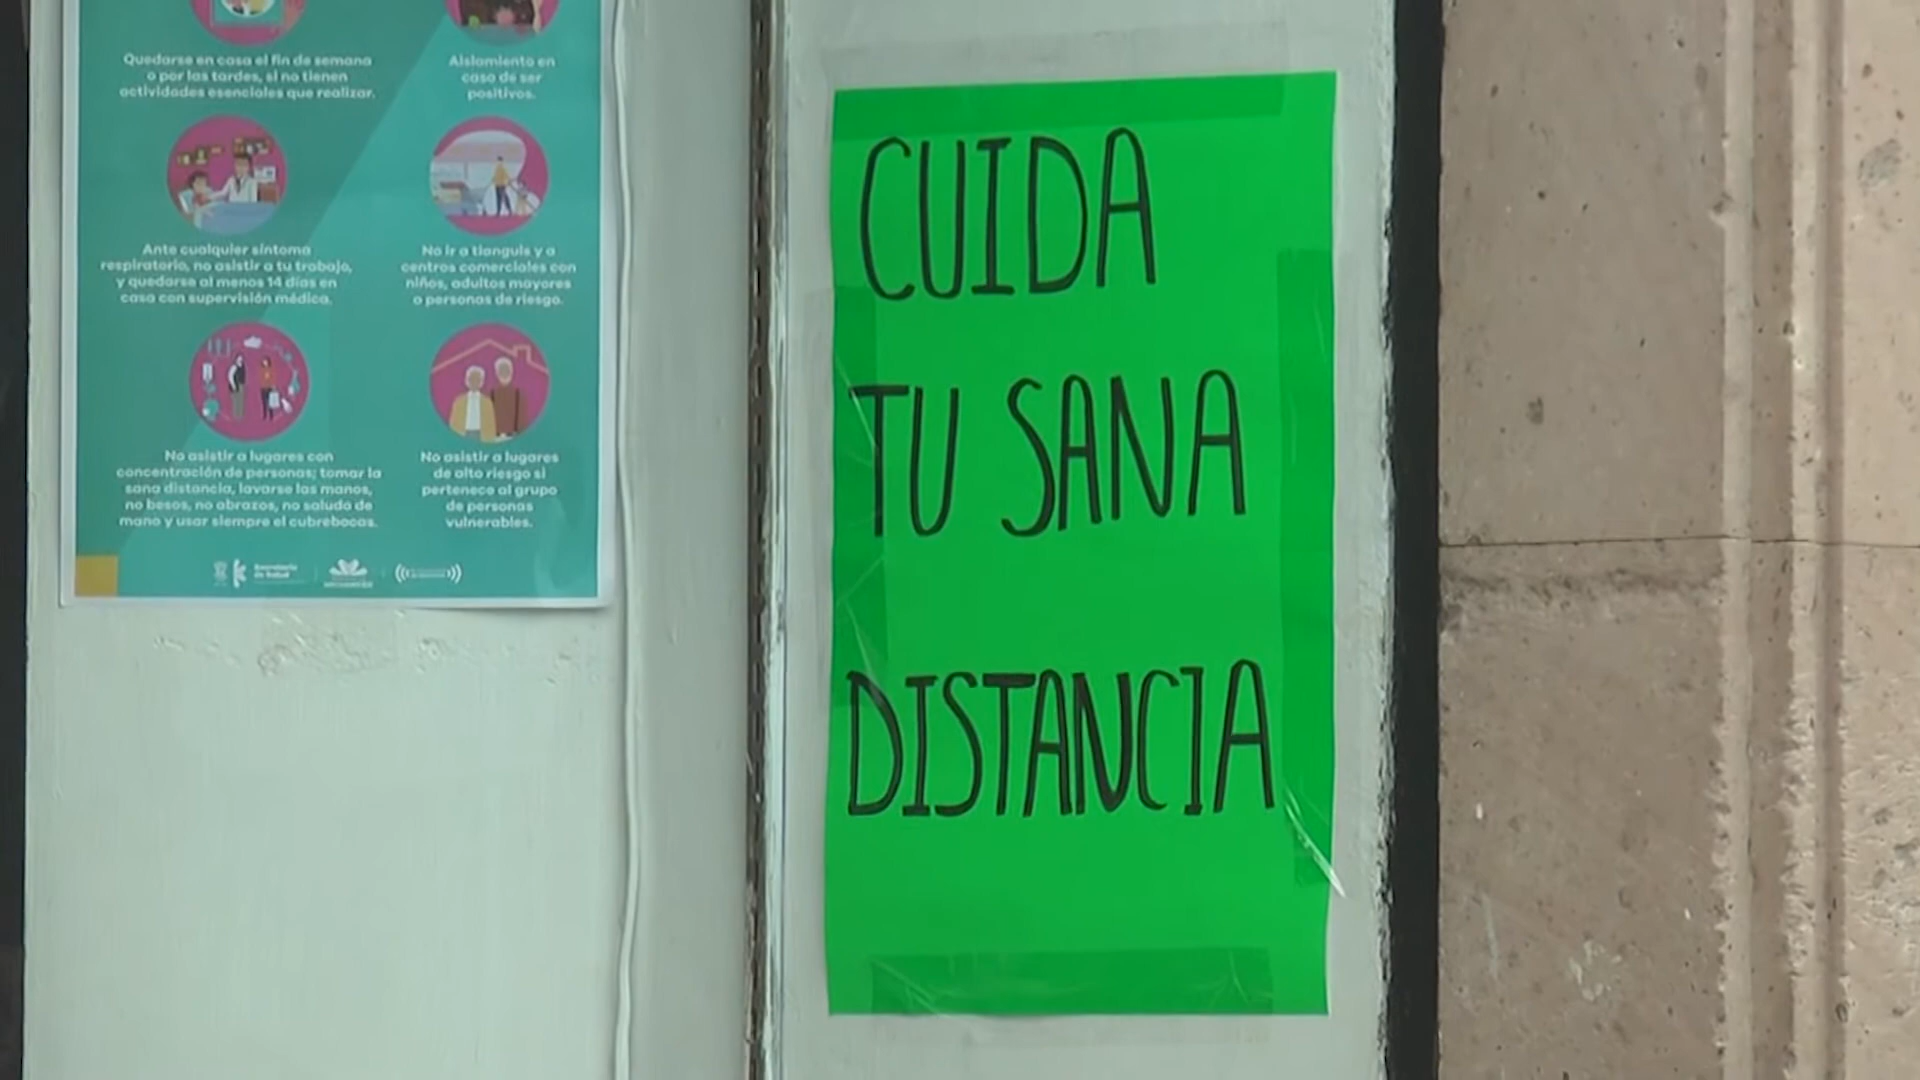 Quedarse en casa el fin de semana
o por las tardes, si no tienen
actividades esenciales que realizar.
Aislamiento en
caso de ser
positivos.
Ante cualquier síntoma
respiratorio, no asistir a tu trabajo,
y quedarse al menos 14 días en
casa con supervisión médica.
No ir a tianguis y a
centros comerciales con
niños, adultos mayores
o personas de riesgo.
No asistir a lugares con
concentración de personas; tomar la
sana distancia, lavarse las manos,
no besos, no abrazos, no saludo de
mano y usar siempre el cubrebocas.
No asistir a lugares
de alto riesgo si
pertenece al grupo
de personas
vulnerables.
Secretaría
de Salud
CUIDA
TU SANA
DISTANCIA